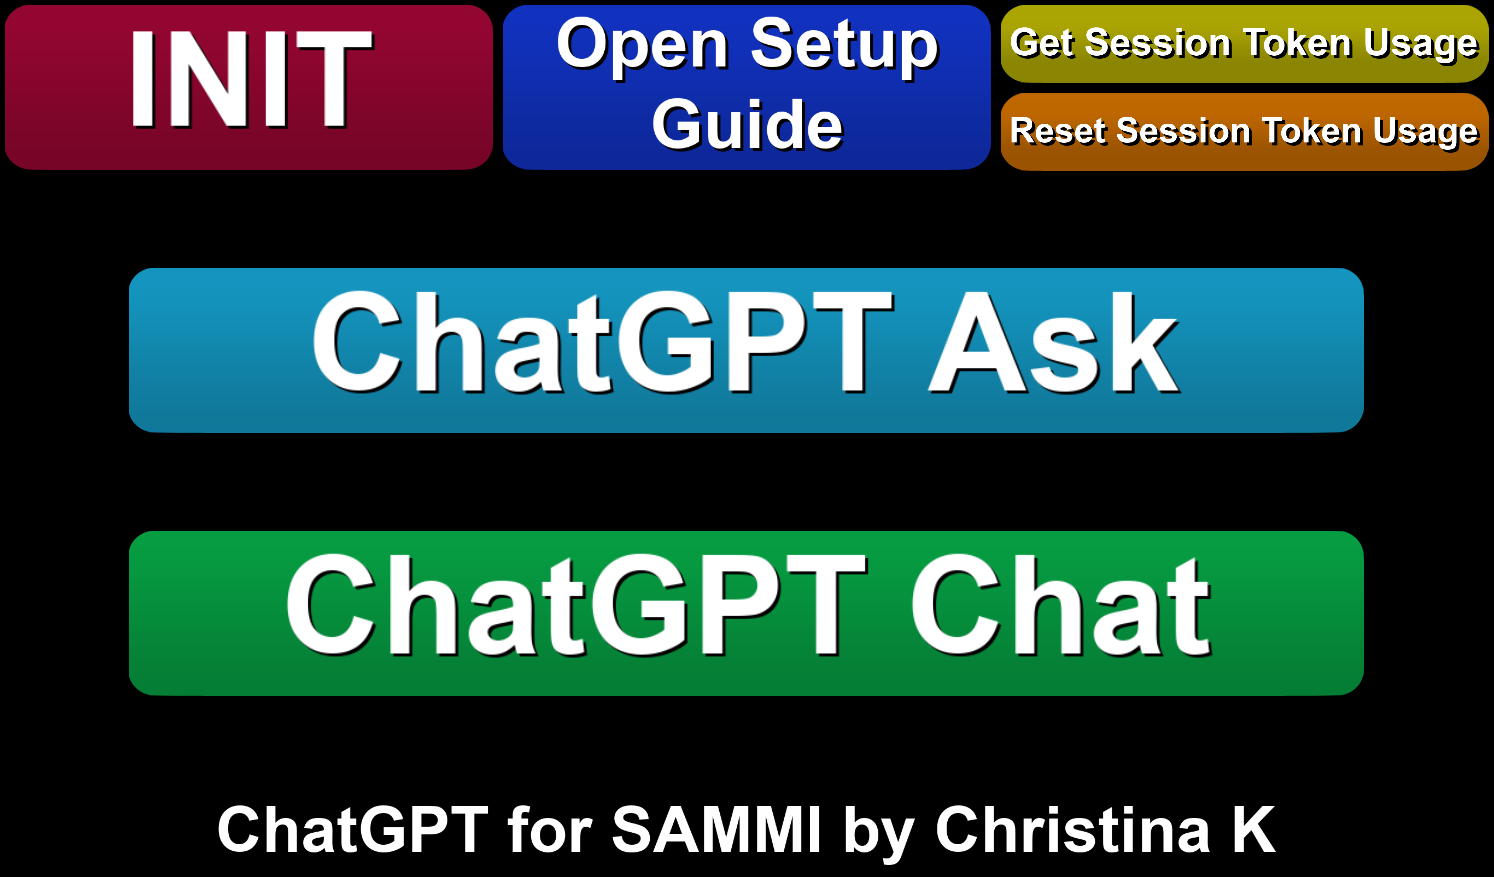 INIT
Open Setup
Guide
Get Session Token Usage
Reset Session Token Usage
ChatGPT Ask
ChatGPT Chat
ChatGPT for SAMMI by Christina K